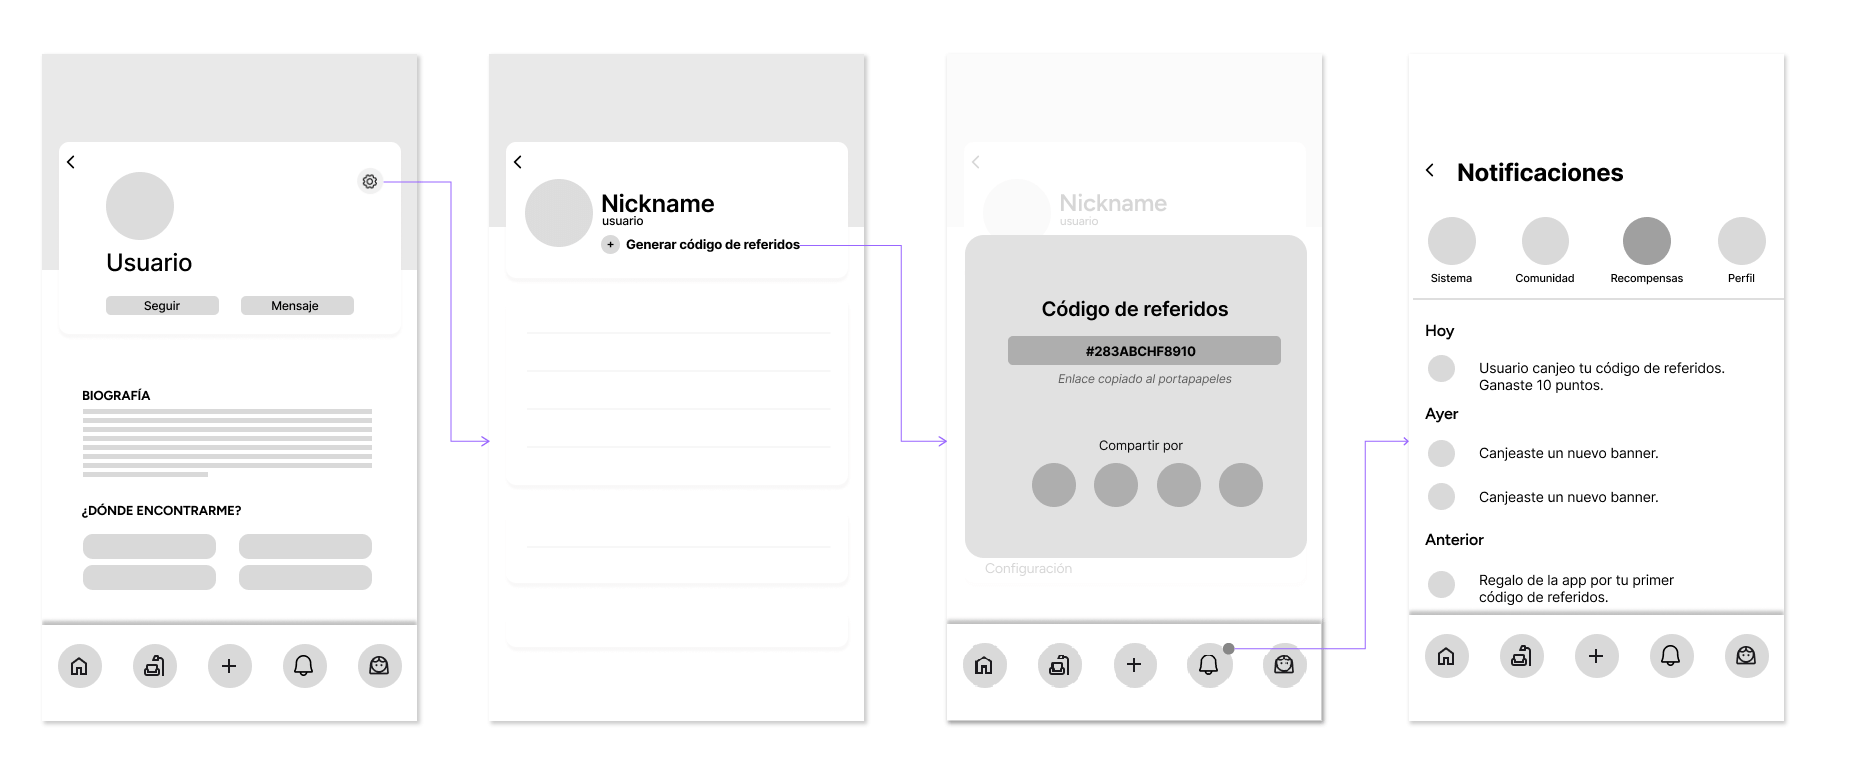 Usuario
Seguir
Mensaje
BIOGRAFÍA
¿DÓNDE ENCONTRARME?
Nickname
usuario
+ Generar código de referidos
Nickname
usuario
Código de referidos
#283ABCHF8910
Enlace copiado al portapapeles
Compartir por
Configuración
Notificaciones
Sistema
Comunidad
Recompensas
Perfil
Hoy
Usuario canjeo tu código de referidos.
Ganaste 10 puntos.
Ayer
Canjeaste un nuevo banner.
Canjeaste un nuevo banner.
Anterior
Regalo de la app por tu primer
código de referidos.